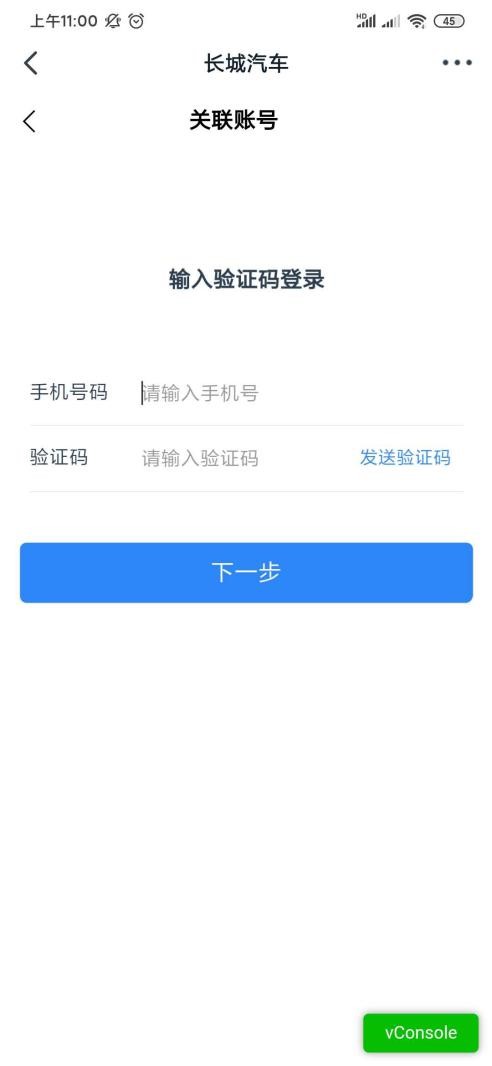 上午11:00 HD 45
长城汽车
关联账号
输入验证码登录
手机号码 请输入手机号
验证码 请输入验证码 发送验证码
下一步
vConsole